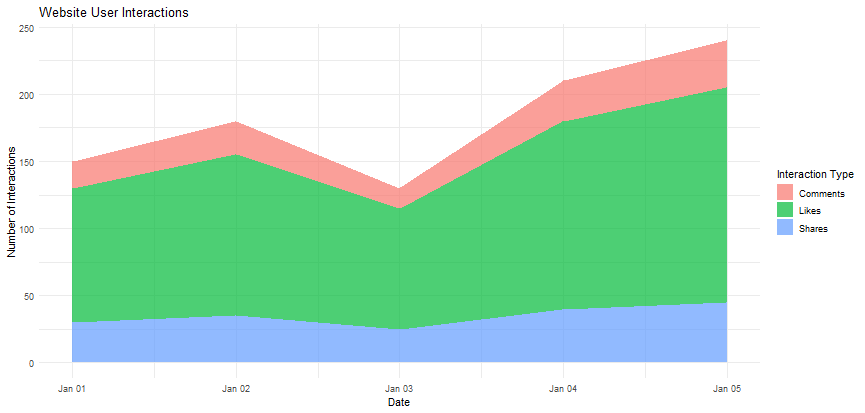 Website User Interactions
Number of Interactions
250
200
150
100
50
0
Jan 01
Jan 02
Jan 03
Jan 04
Jan 05
Date
Interaction Type
Comments
Likes
Shares